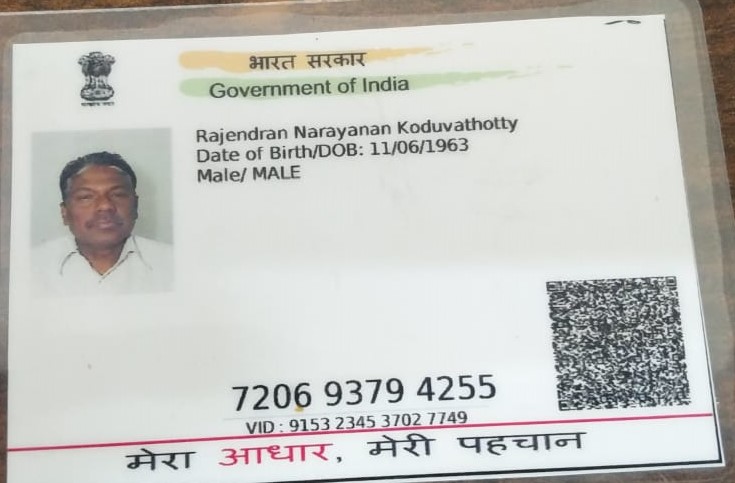 भारत सरकार
Government of India
Rajendran Narayanan Koduvathotty
Date of Birth/DOB: 11/06/1963
Male/ MALE
7206 9379 4255
VID : 9153 2345 3702 7749
मेरा आधार, मेरी पहचान